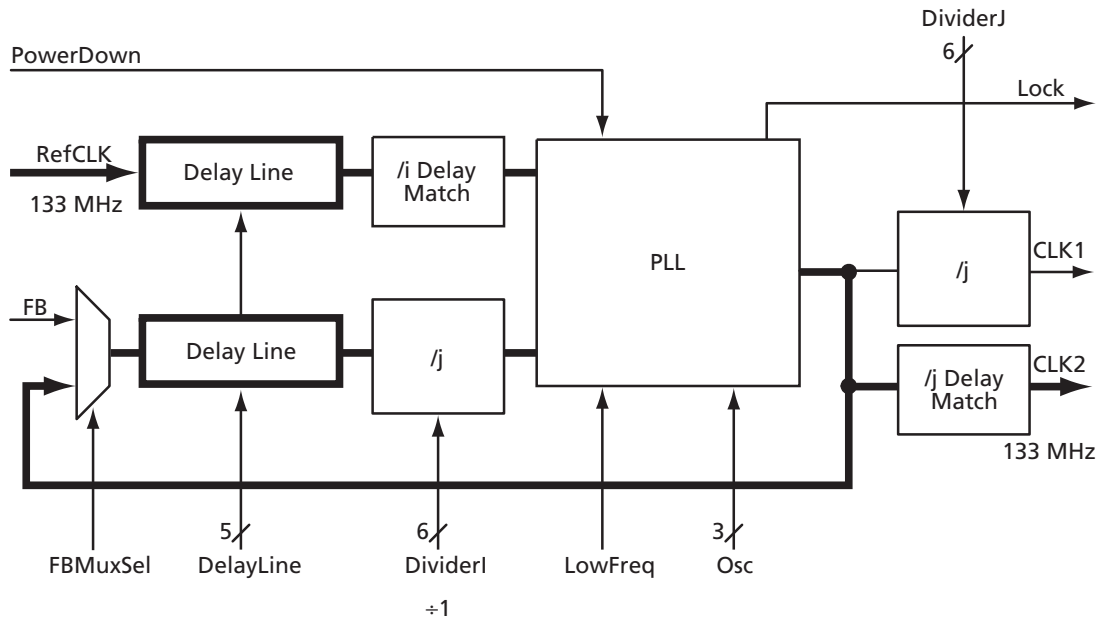 DividerJ
6
PowerDown
Lock
RefCLK
133 MHz
Delay Line
/i Delay
Match
PLL
/j
CLK1
FB
Delay Line
/j
/j Delay
Match
CLK2
133 MHz
5
6
3
FBMuxSel
DelayLine
DividerI
LowFreq
Osc
÷1